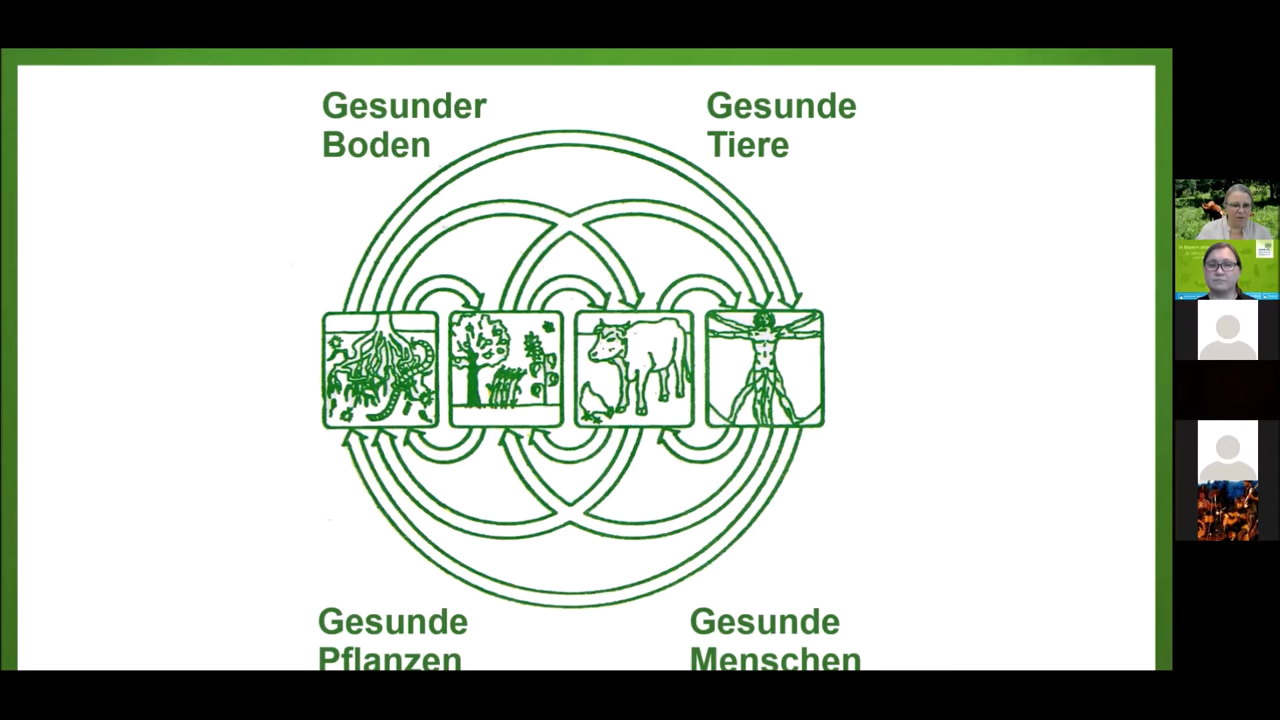 Gesunder
Boden
Gesunde
Tiere
Gesunde
Pflanzen
Gesunde
Menschen